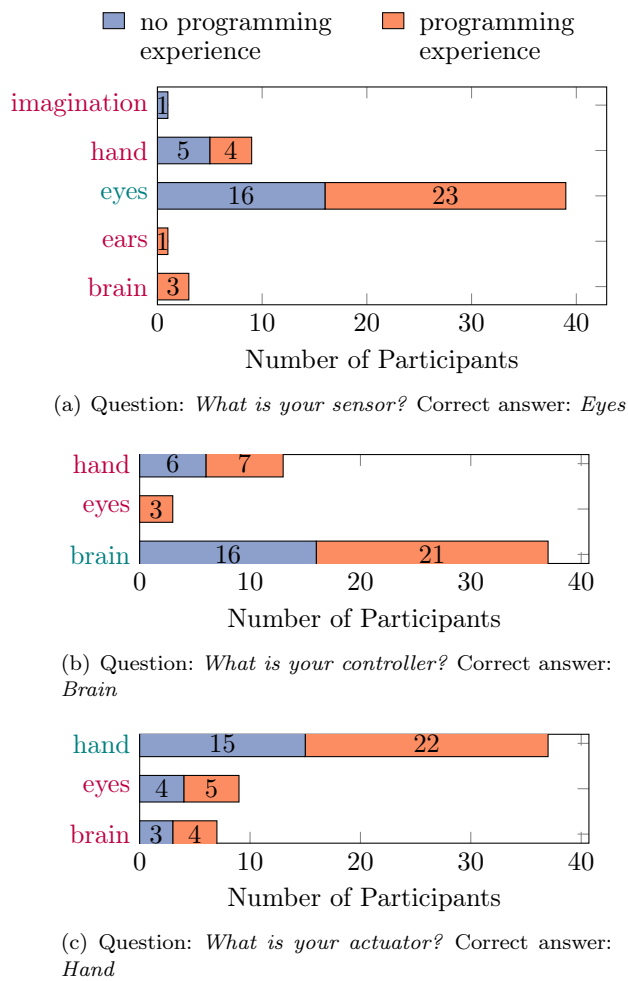 no programming experience
programming experience
imagination 1
hand 5 4
eyes 16 23
ears 1
brain 3
0 10 20 30 40
Number of Participants
(a) Question: What is your sensor? Correct answer: Eyes
hand 6 7
eyes 3
brain 16 21
0 10 20 30 40
Number of Participants
(b) Question: What is your controller? Correct answer:
Brain
hand 15 22
eyes 4 5
brain 3 4
0 10 20 30 40
Number of Participants
(c) Question: What is your actuator? Correct answer:
Hand